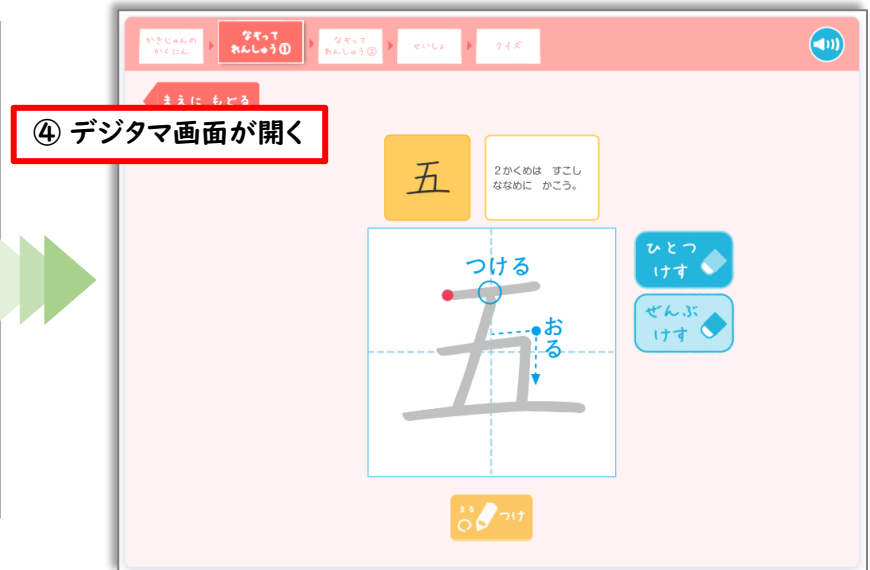 かきじゅんの
かくにん
なぞって
れんしゅう①
なぞって
れんしゅう②
せいしょ
クイズ
まえに もどる
④ デジタマ画面が開く
五
2かくめは すこし
ななめに かこう。
ひとつ
けす
つける
おる
五
ぜんぶ
けす
まる
つけ